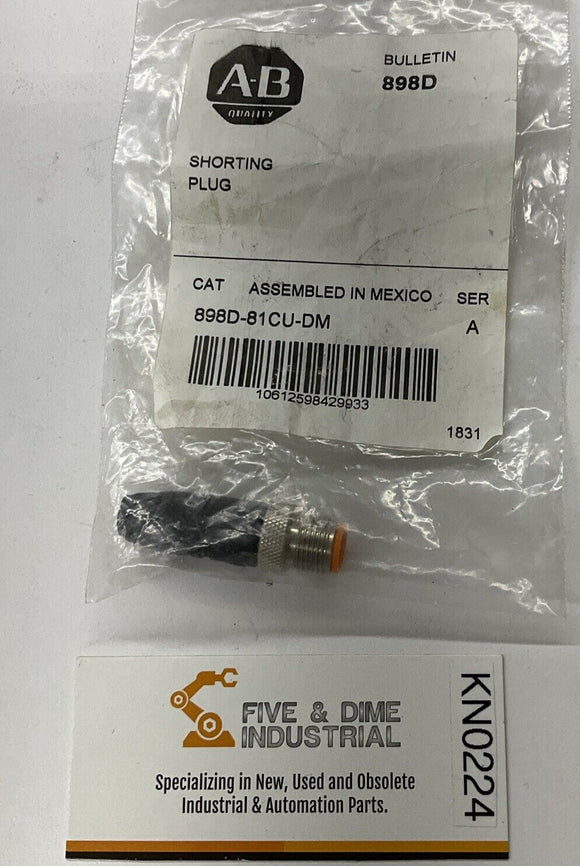 A-B
QUALITY
BULLETIN
898D
SHORTING
PLUG
CAT ASSEMBLED IN MEXICO SER
898D-81CU-DM A
10612598429933
1831
FIVE & DIME
INDUSTRIAL
Specializing in New, Used and Obsolete
Industrial & Automation Parts.
KN0224